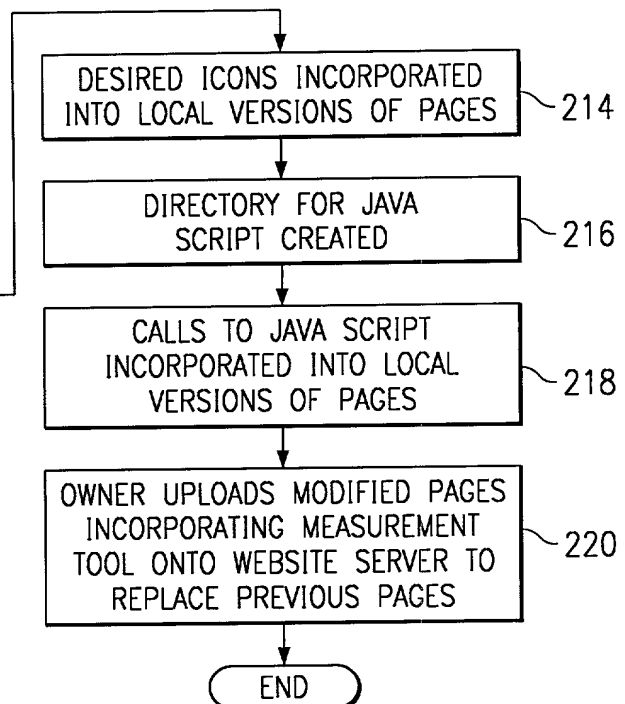 DESIRED ICONS INCORPORATED
INTO LOCAL VERSIONS OF PAGES
214
DIRECTORY FOR JAVA
SCRIPT CREATED
216
CALLS TO JAVA SCRIPT
INCORPORATED INTO LOCAL
VERSIONS OF PAGES
218
OWNER UPLOADS MODIFIED PAGES
INCORPORATING MEASUREMENT
TOOL ONTO WEBSITE SERVER TO
REPLACE PREVIOUS PAGES
220
END